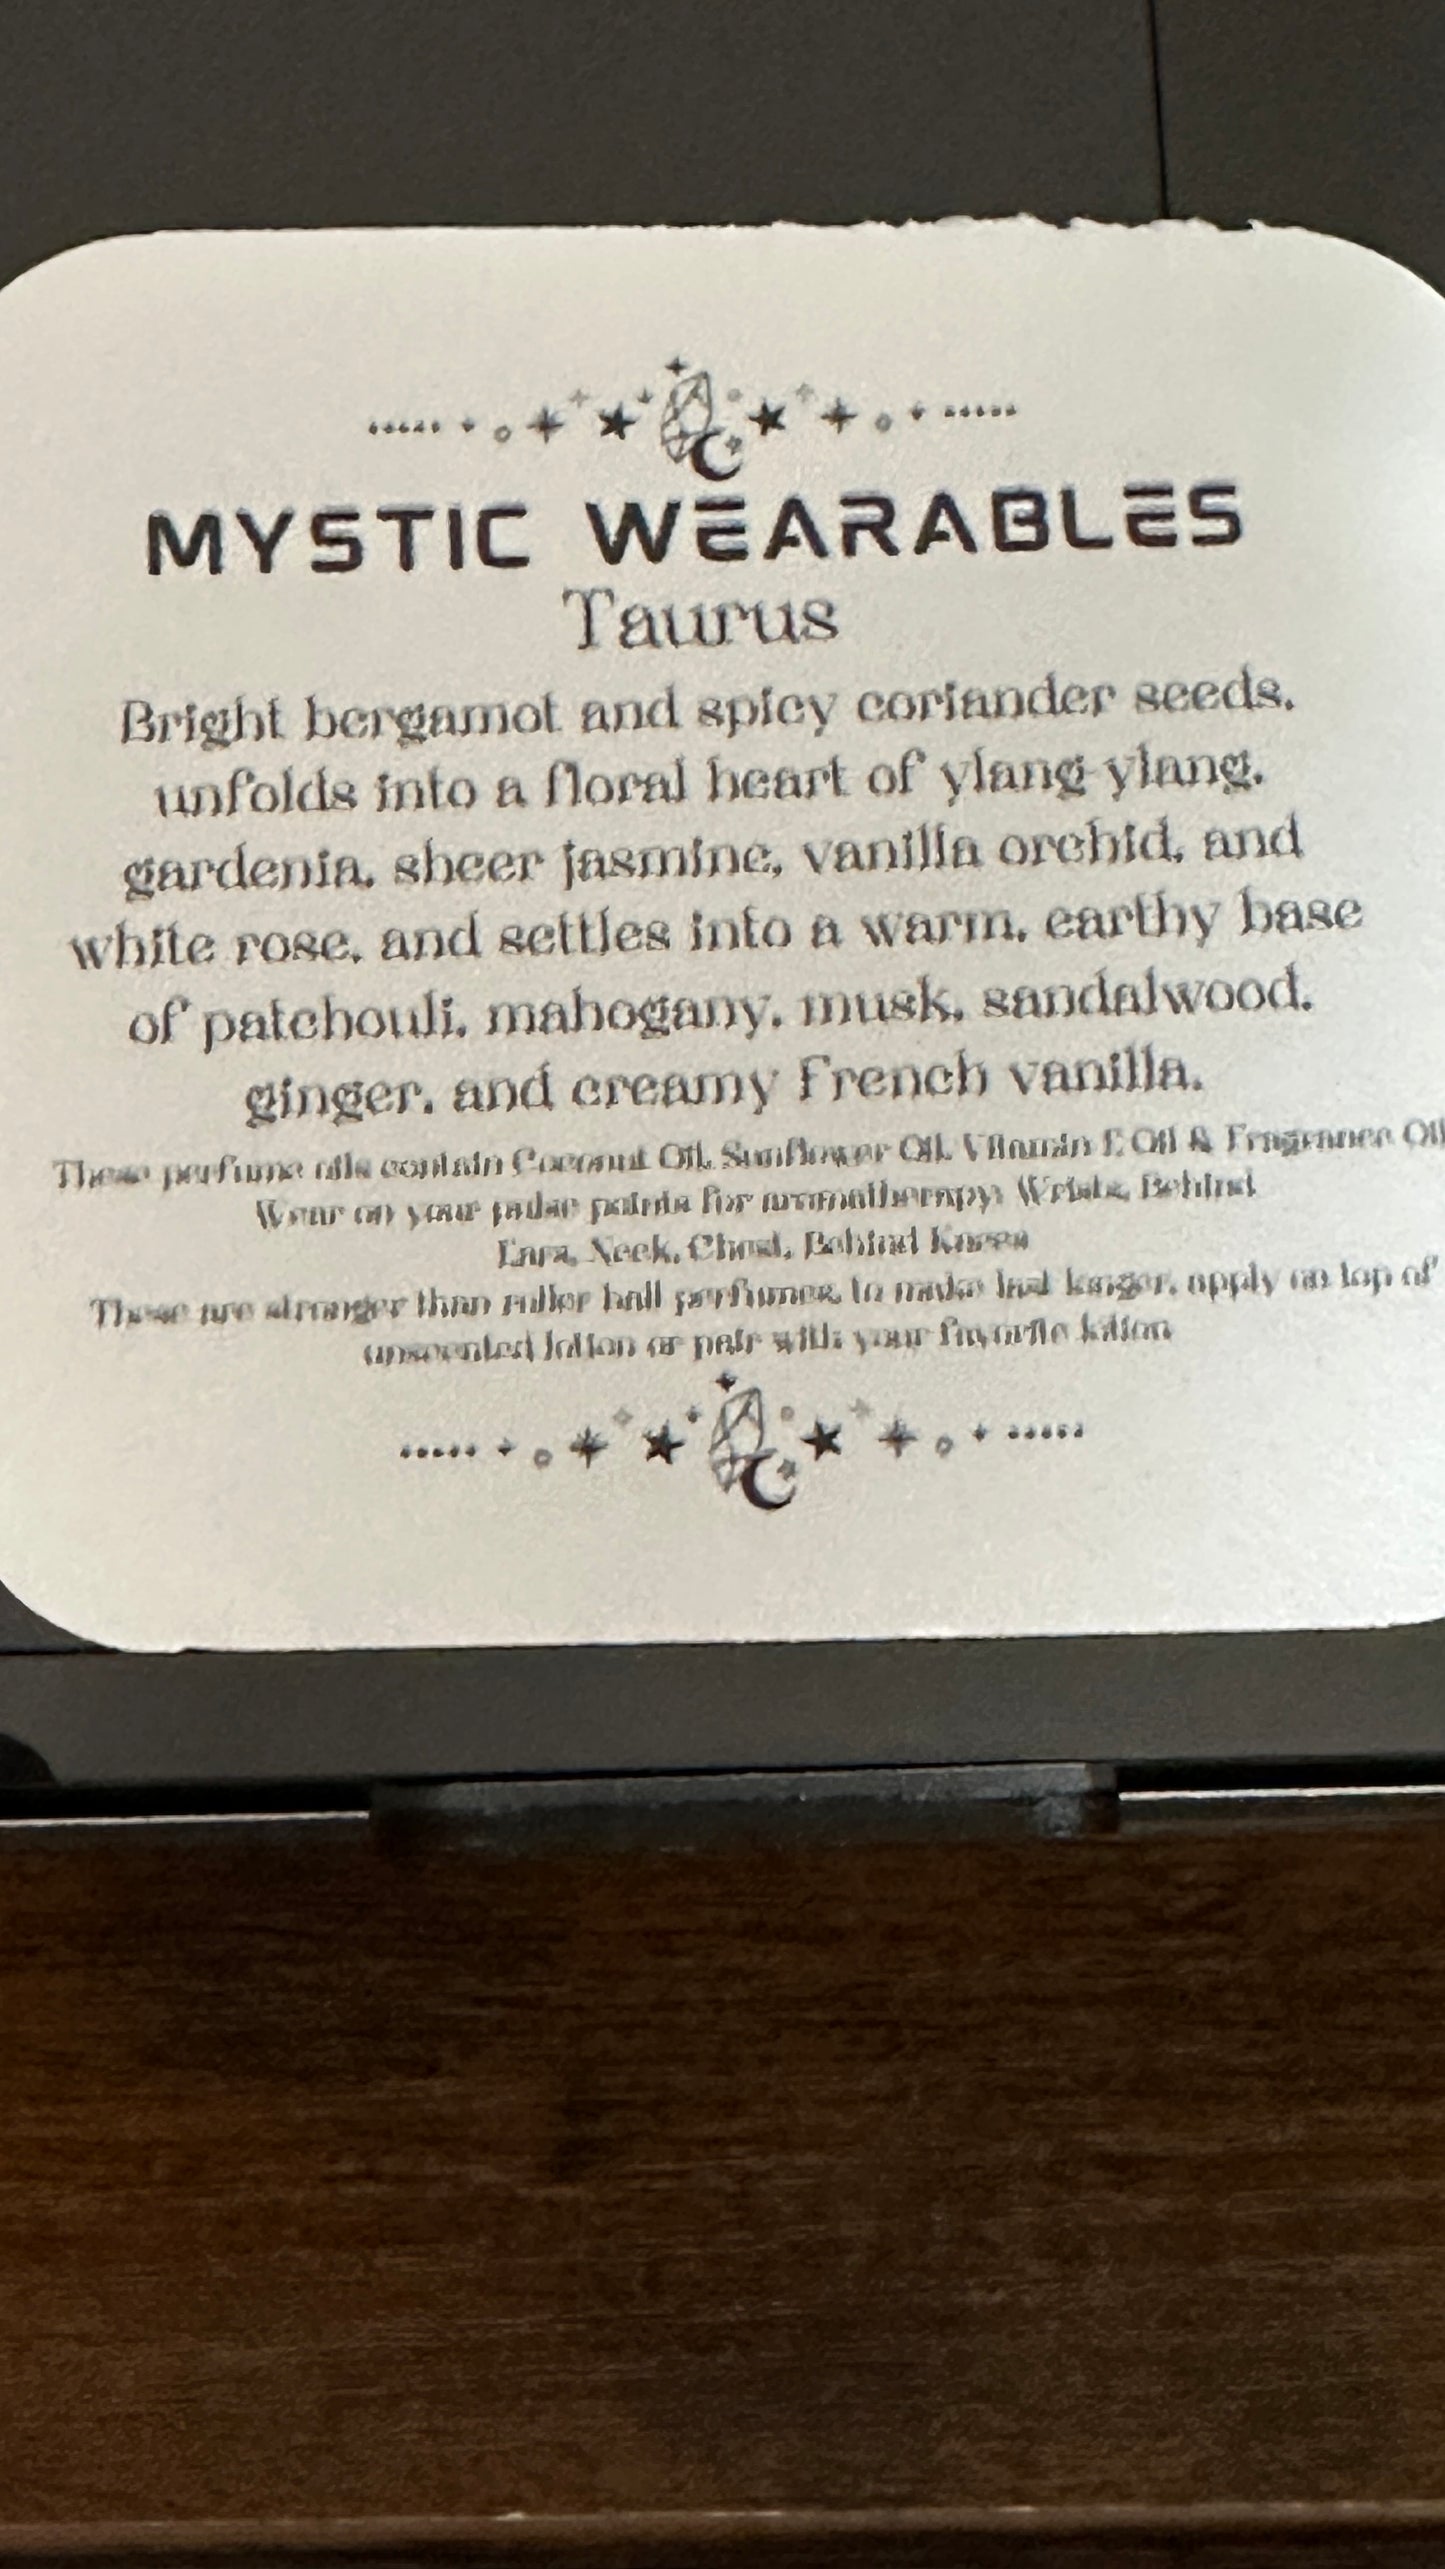 MYSTIC WEARABLES
Taurus
Bright bergamot and spicy coriander seeds,
unfolds into a floral heart of ylang-ylang,
gardenia, sheer jasmine, vanilla orchid, and
white rose, and settles into a warm, earthy base
of patchouli, mahogany, musk, sandalwood,
ginger, and creamy French vanilla.
These perfume oils contain Coconut Oil, Sunflower Oil, Vitamin E Oil & Fragrance Oil
Wear on your pulse points for aromatherapy: Wrists, Behind
Ears, Neck, Chest, Behind Knees
These are stronger than roller ball perfumes, to make last longer, apply on top of
unscented lotion or pair with your favorite lotion